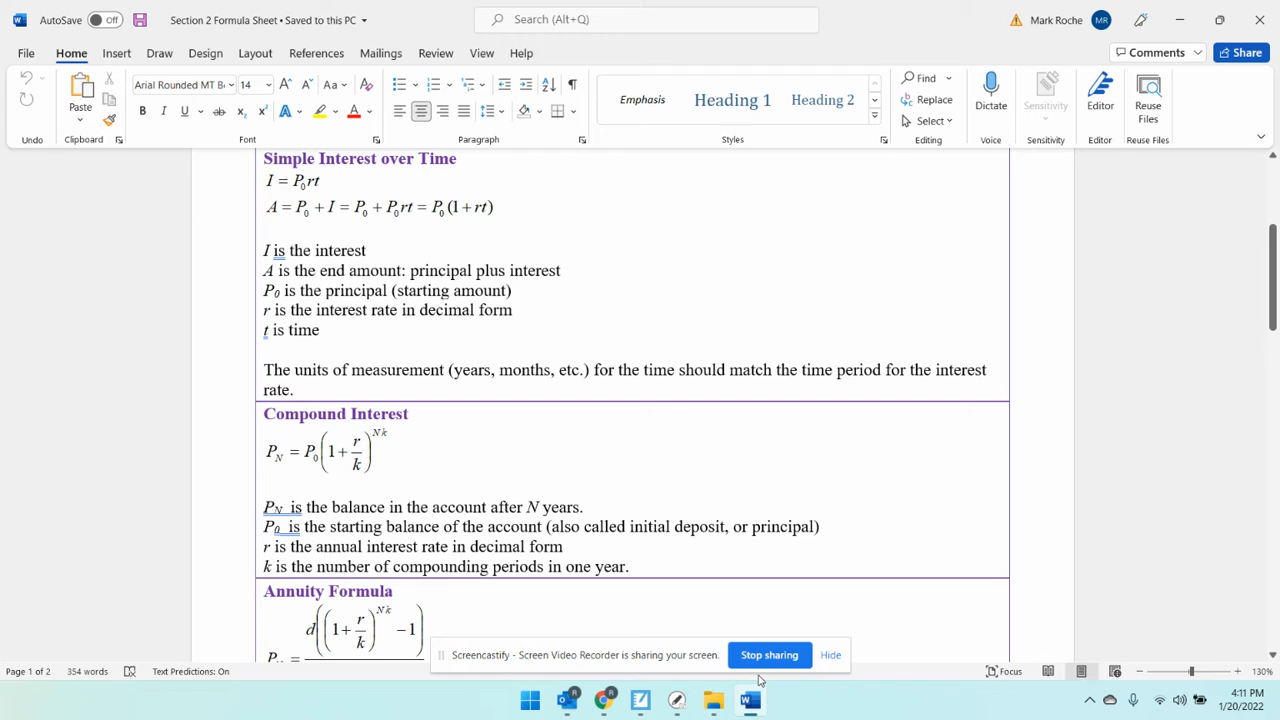 AutoSave Off Section 2 Formula Sheet • Saved to this PC Search (Alt+Q) Mark Roche MR
File Home Insert Draw Design Layout References Mailings Review View Help Comments Share
Arial Rounded MT B 14 Aa A
Paste
B I U ab x₂ x² A A
Emphasis Heading 1 Heading 2
Find
Replace
Select
Dictate
Sensitivity
Editor
Reuse
Files
Undo Clipboard Font Paragraph Styles Editing Voice Sensitivity Editor Reuse Files
Simple Interest over Time
I = P₀rt
A = P₀ + I = P₀ + P₀rt = P₀(1+rt)
I is the interest
A is the end amount: principal plus interest
P₀ is the principal (starting amount)
r is the interest rate in decimal form
t is time
The units of measurement (years, months, etc.) for the time should match the time period for the interest
rate.
Compound Interest
P_N = P₀(1 + r/k)^{Nk}
P_N is the balance in the account after N years.
P₀ is the starting balance of the account (also called initial deposit, or principal)
r is the annual interest rate in decimal form
k is the number of compounding periods in one year.
Annuity Formula
d((1+ r/k)^{Nk} −1)
Screencastify - Screen Video Recorder is sharing your screen. Stop sharing Hide
Page 1 of 2 354 words Text Predictions: On Focus 130%
4:11 PM
1/20/2022